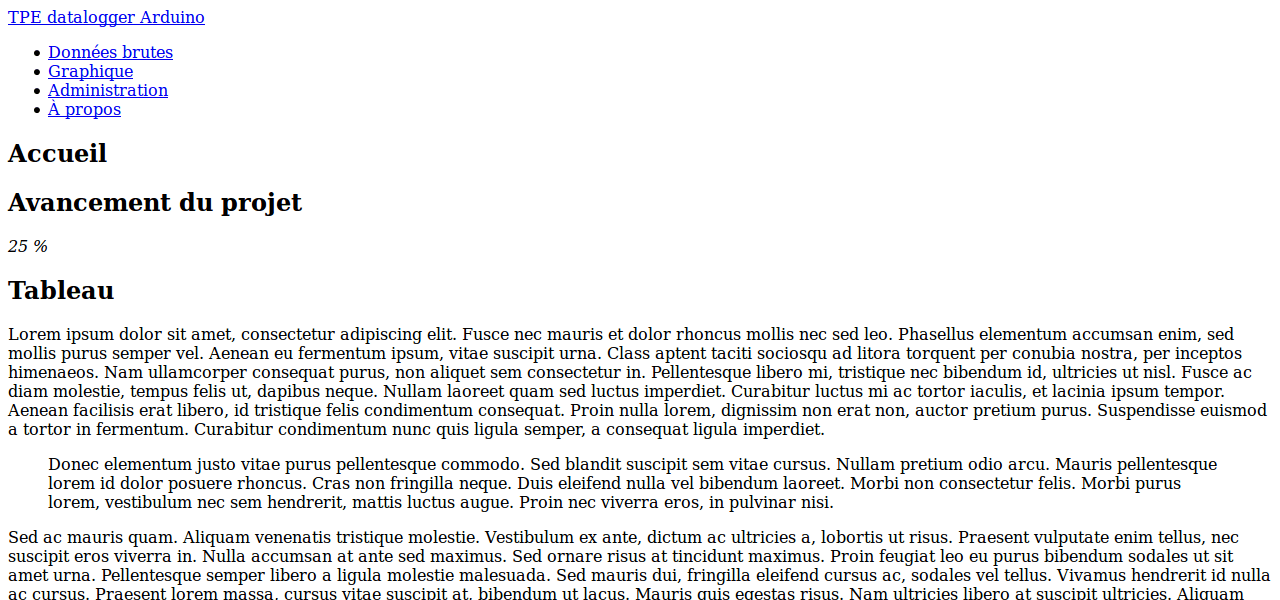 TPE datalogger Arduino
Données brutes
Graphique
Administration
À propos
Accueil
Avancement du projet
25 %
Tableau
Lorem ipsum dolor sit amet, consectetur adipiscing elit. Fusce nec mauris et dolor rhoncus mollis nec sed leo. Phasellus elementum accumsan enim, sed
mollis purus semper vel. Aenean eu fermentum ipsum, vitae suscipit urna. Class aptent taciti sociosqu ad litora torquent per conubia nostra, per inceptos
himenaeos. Nam ullamcorper consequat purus, non aliquet sem consectetur in. Pellentesque libero mi, tristique nec bibendum id, ultricies ut nisl. Fusce ac
diam molestie, tempus felis ut, dapibus neque. Nullam laoreet quam sed luctus imperdiet. Curabitur luctus mi ac tortor iaculis, et lacinia ipsum tempor.
Aenean facilisis erat libero, id tristique felis condimentum consequat. Proin nulla lorem, dignissim non erat non, auctor pretium purus. Suspendisse euismod
a tortor in fermentum. Curabitur condimentum nunc quis ligula semper, a consequat ligula imperdiet.
Donec elementum justo vitae purus pellentesque commodo. Sed blandit suscipit sem vitae cursus. Nullam pretium odio arcu. Mauris pellentesque
lorem id dolor posuere rhoncus. Cras non fringilla neque. Duis eleifend nulla vel bibendum laoreet. Morbi non consectetur felis. Morbi purus
lorem, vestibulum nec sem hendrerit, mattis luctus augue. Proin nec viverra eros, in pulvinar nisi.
Sed ac mauris quam. Aliquam venenatis tristique molestie. Vestibulum ex ante, dictum ac ultricies a, lobortis ut risus. Praesent vulputate enim tellus, nec
suscipit eros viverra in. Nulla accumsan at ante sed maximus. Sed ornare risus at tincidunt maximus. Proin feugiat leo eu purus bibendum sodales ut sit
amet urna. Pellentesque semper libero a ligula molestie malesuada. Sed mauris dui, fringilla eleifend cursus ac, sodales vel tellus. Vivamus hendrerit id nulla
ac cursus. Praesent lorem massa, cursus vitae suscipit at, bibendum ut lacus. Mauris quis egestas risus. Nam ultricies libero at suscipit ultricies. Aliquam